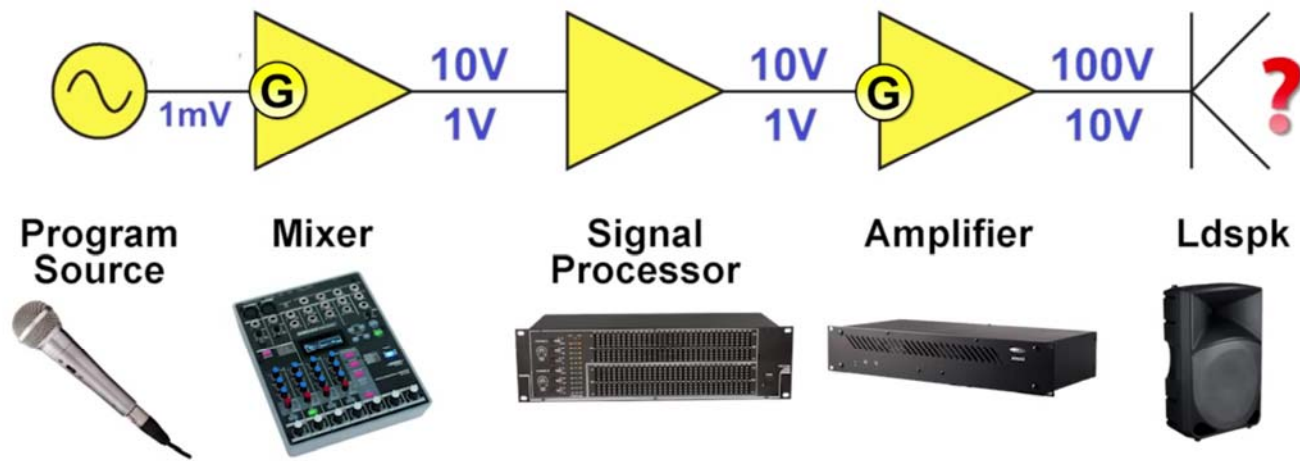 G
G
10V
10V
100V
?
1mV
1V
1V
10V
Program
Source
Mixer
Signal
Processor
Amplifier
Ldspk